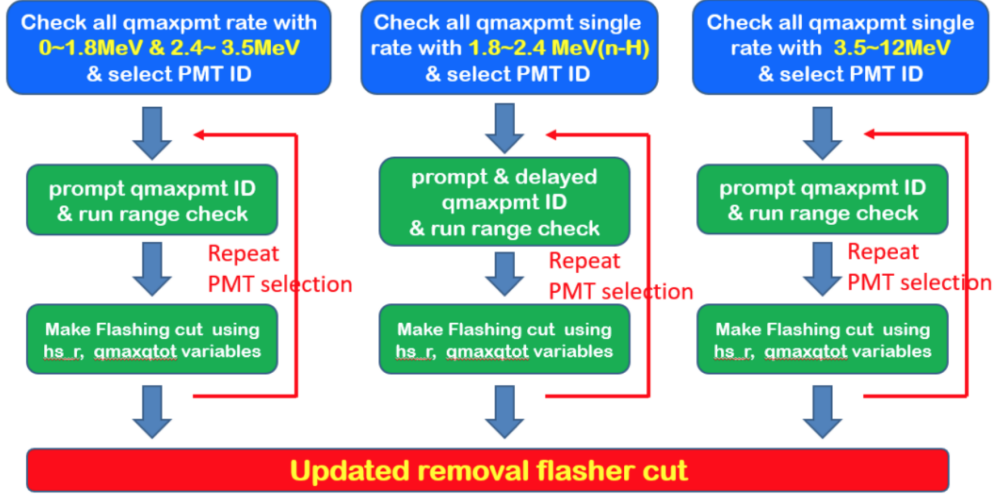 Check all qmaxpmt rate with
0~1.8MeV & 2.4~ 3.5MeV
& select PMT ID
prompt qmaxpmt ID
& run range check
Repeat
PMT selection
Make Flashing cut using
hs_r, qmaxqtot variables
Check all qmaxpmt single
rate with 1.8~2.4 MeV(n-H)
& select PMT ID
prompt & delayed
qmaxpmt ID
& run range check
Repeat
PMT selection
Make Flashing cut using
hs_r, qmaxqtot variables
Check all qmaxpmt single
rate with 3.5~12MeV
& select PMT ID
prompt qmaxpmt ID
& run range check
Repeat
PMT selection
Make Flashing cut using
hs_r, qmaxqtot variables
Updated removal flasher cut